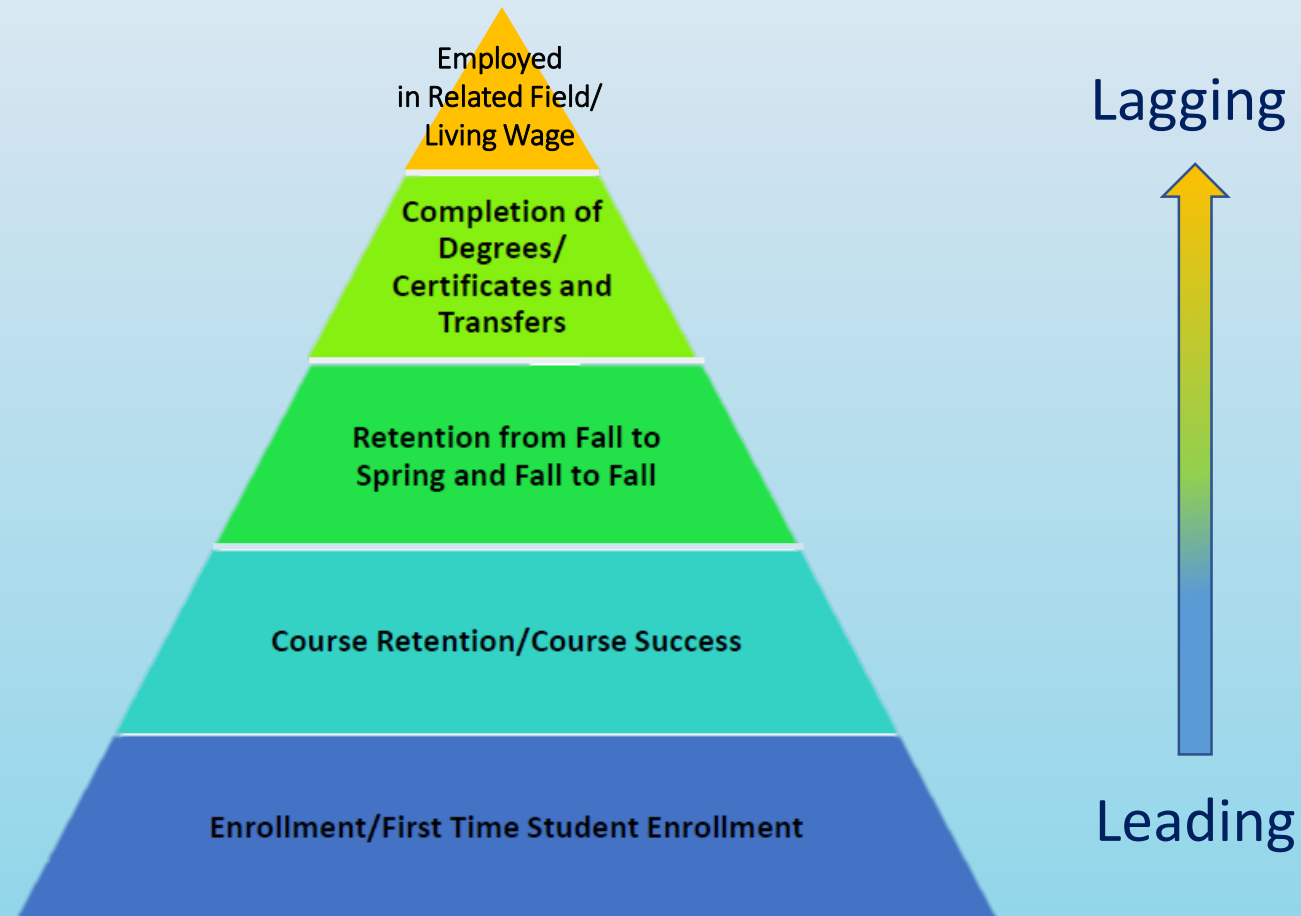 Employed
in Related Field/
Living Wage
Completion of
Degrees/
Certificates and
Transfers
Retention from Fall to
Spring and Fall to Fall
Course Retention/Course Success
Enrollment/First Time Student Enrollment
Lagging
Leading